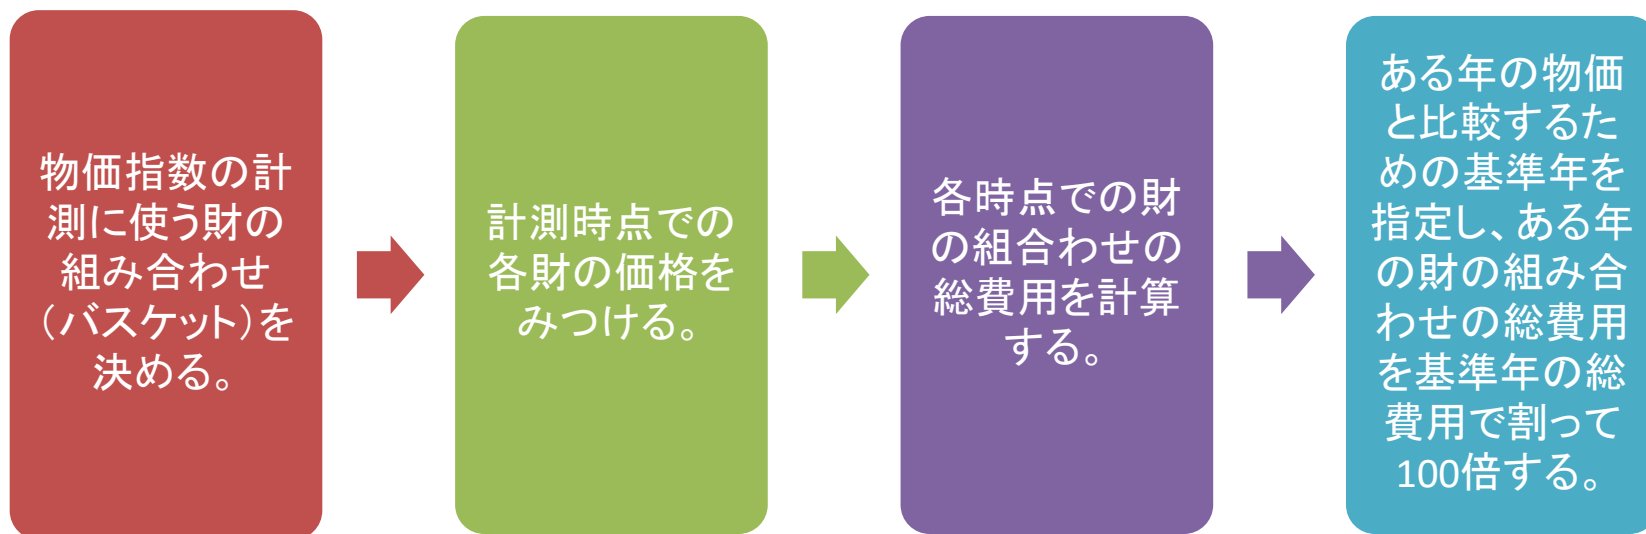 物価指数の計
測に使う財の
組み合わせ
（バスケット）を
決める。
計測時点での
各財の価格を
みつける。
各時点での財
の組合わせの
総費用を計算
する。
ある年の物価
と比較するた
めの基準年を
指定し、ある年
の財の組み合
わせの総費用
を基準年の総
費用で割って
100倍する。